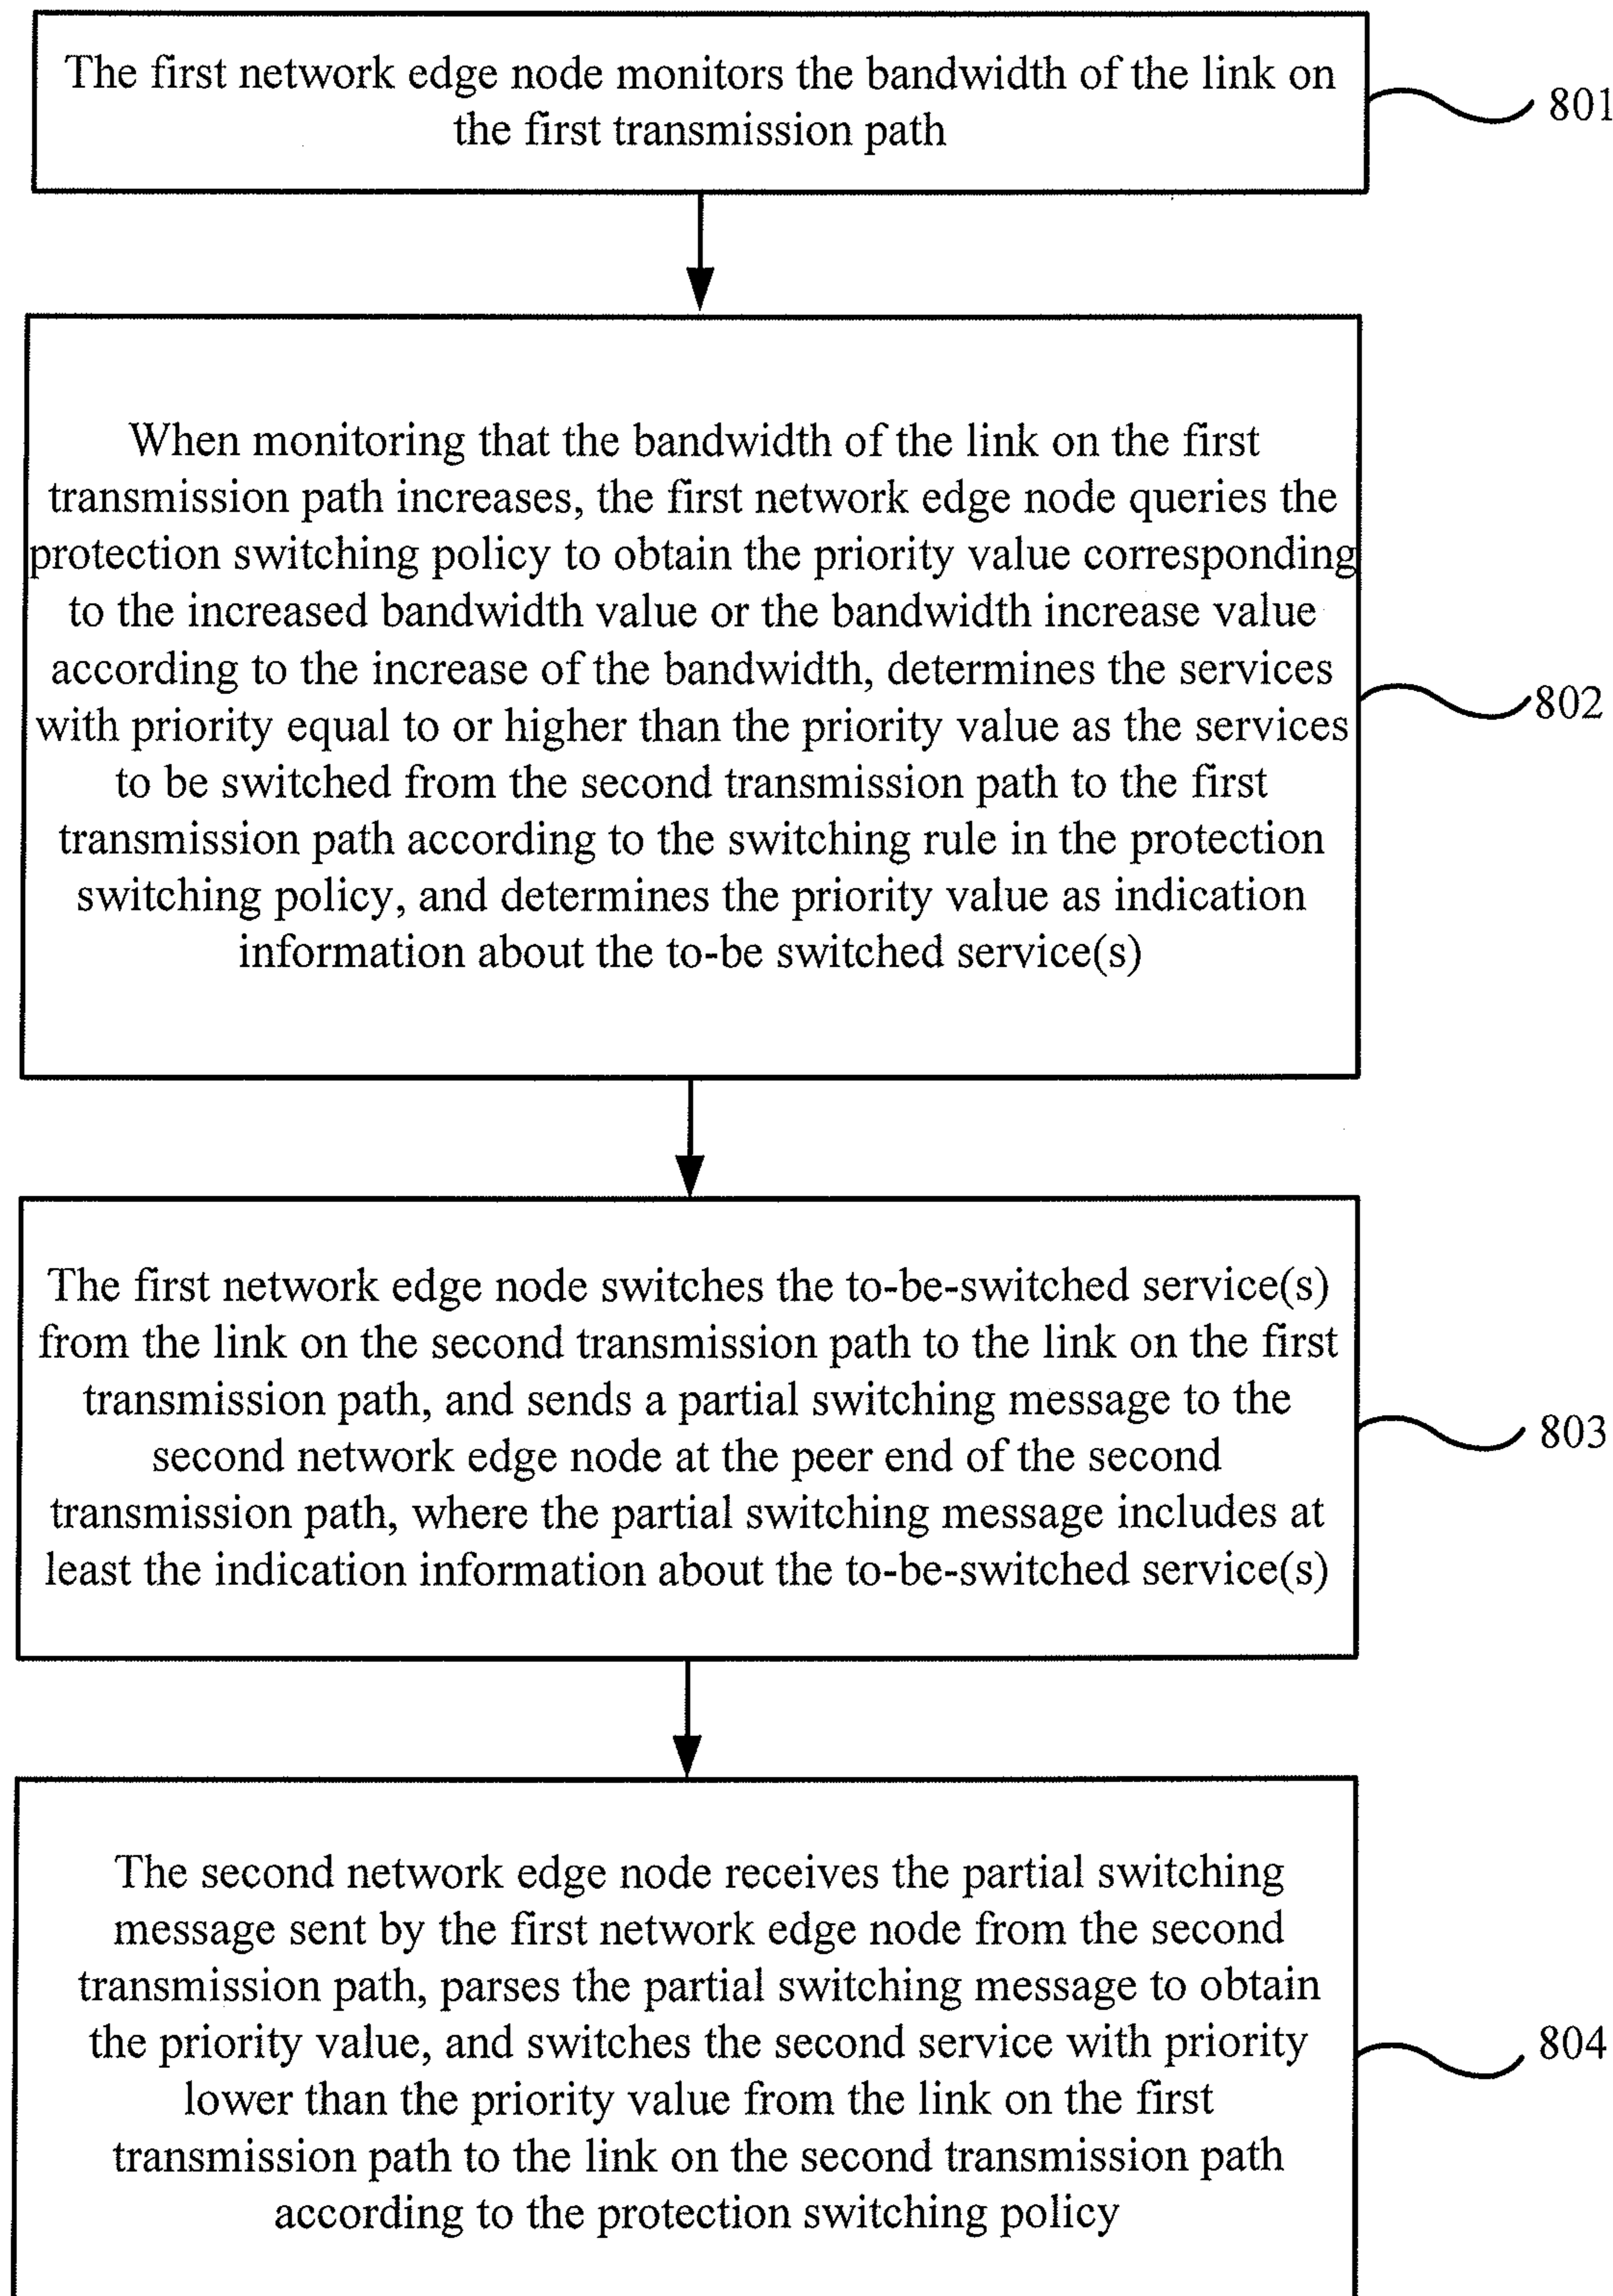 The first network edge node monitors the bandwidth of the link on
the first transmission path
801
When monitoring that the bandwidth of the link on the first
transmission path increases, the first network edge node queries the
protection switching policy to obtain the priority value corresponding
to the increased bandwidth value or the bandwidth increase value
according to the increase of the bandwidth, determines the services
with priority equal to or higher than the priority value as the services
to be switched from the second transmission path to the first
transmission path according to the switching rule in the protection
switching policy, and determines the priority value as indication
information about the to-be switched service(s)
802
The first network edge node switches the to-be-switched service(s)
from the link on the second transmission path to the link on the first
transmission path, and sends a partial switching message to the
second network edge node at the peer end of the second
transmission path, where the partial switching message includes at
least the indication information about the to-be-switched service(s)
803
The second network edge node receives the partial switching
message sent by the first network edge node from the second
transmission path, parses the partial switching message to obtain
the priority value, and switches the second service with priority
lower than the priority value from the link on the first
transmission path to the link on the second transmission path
according to the protection switching policy
804